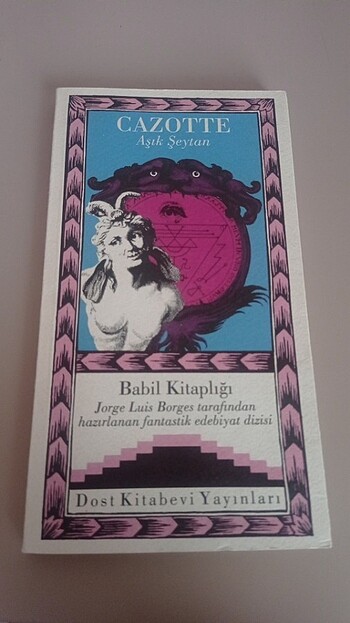 CAZOTTE
Aşık Şeytan
Babil Kitaplığı
Jorge Luis Borges tarafından
hazırlanan fantastik edebiyat dizisi
Dost Kitabevi Yayınları